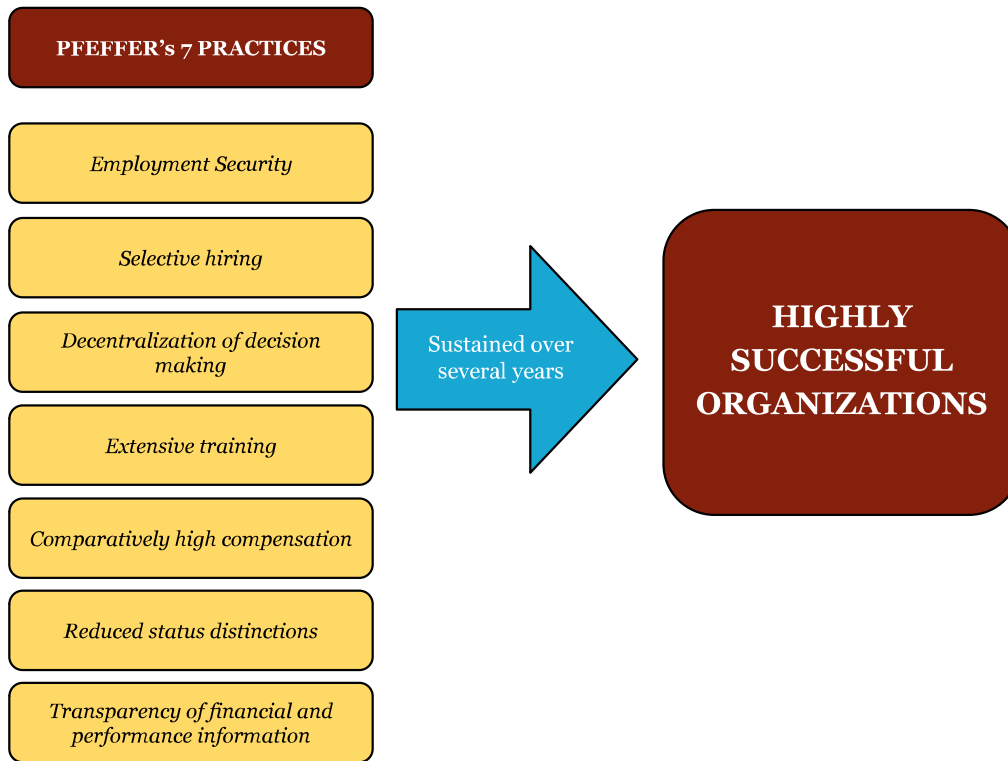 PFEFFER's 7 PRACTICES
Employment Security
Selective hiring
Decentralization of decision
making
Extensive training
Comparatively high compensation
Reduced status distinctions
Transparency of financial and
performance information
Sustained over
several years
HIGHLY
SUCCESSFUL
ORGANIZATIONS